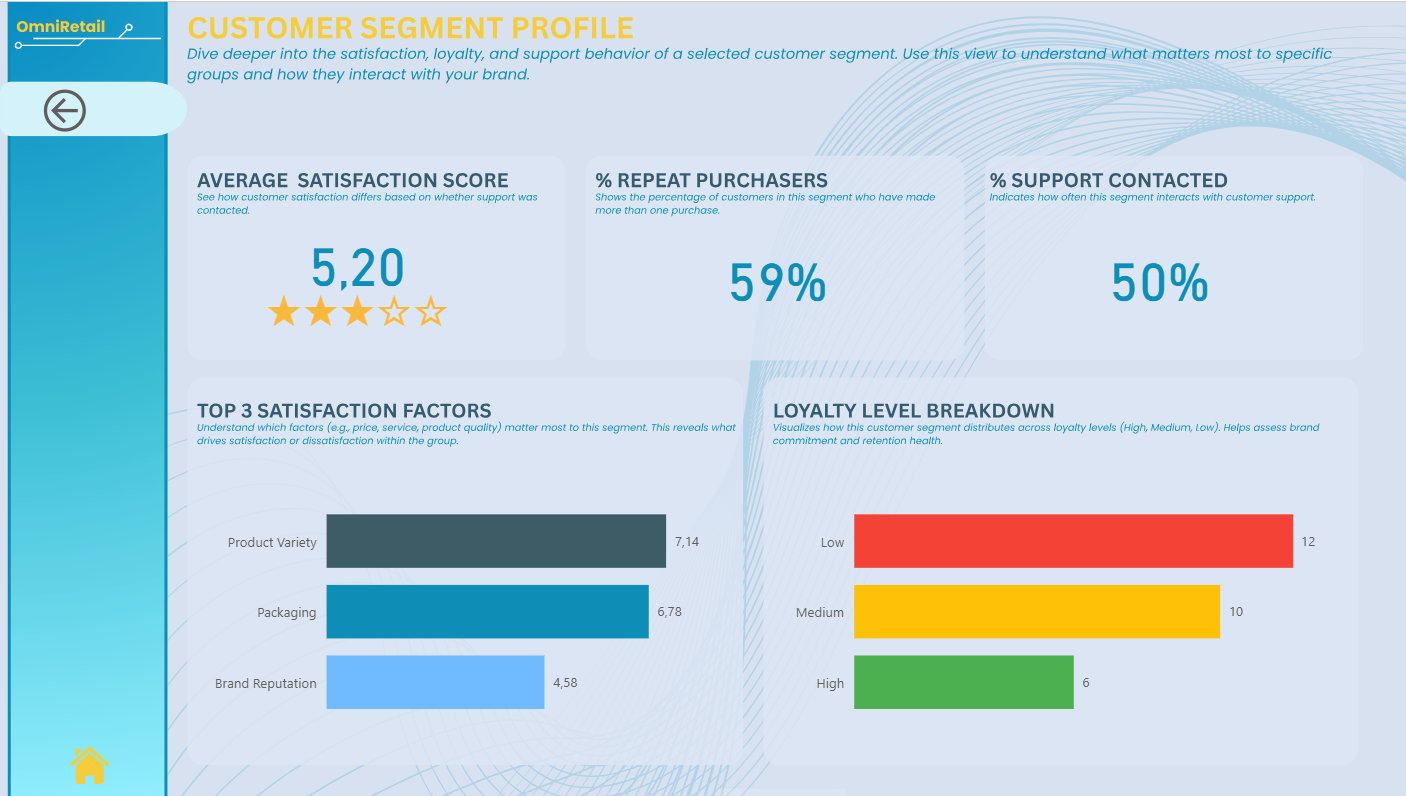 OmniRetail
CUSTOMER SEGMENT PROFILE
Dive deeper into the satisfaction, loyalty, and support behavior of a selected customer segment. Use this view to understand what matters most to specific
groups and how they interact with your brand.
AVERAGE SATISFACTION SCORE
See how customer satisfaction differs based on whether support was
contacted.
5,20
% REPEAT PURCHASERS
Shows the percentage of customers in this segment who have made
more than one purchase.
59%
% SUPPORT CONTACTED
Indicates how often this segment interacts with customer support.
50%
TOP 3 SATISFACTION FACTORS
Understand which factors (e.g., price, service, product quality) matter most to this segment. This reveals what
drives satisfaction or dissatisfaction within the group.
Product Variety 7,14
Packaging 6,78
Brand Reputation 4,58
LOYALTY LEVEL BREAKDOWN
Visualizes how this customer segment distributes across loyalty levels (High, Medium, Low). Helps assess brand
commitment and retention health.
Low 12
Medium 10
High 6